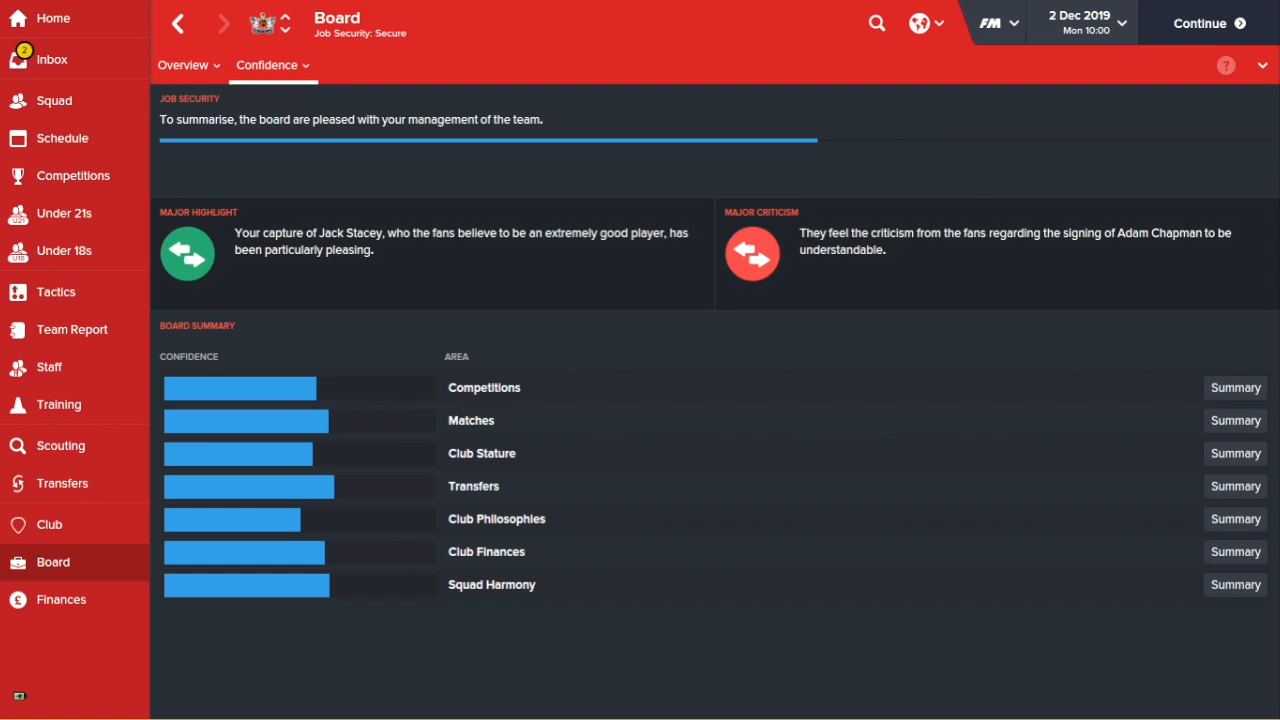 Home
2
Inbox
Squad
Schedule
Competitions
U21
Under 21s
U18
Under 18s
Tactics
Team Report
Staff
Training
Scouting
Transfers
Club
Board
£
Finances
Board
Job Security: Secure
FM
2 Dec 2019
Mon 10:00
Continue
Overview
Confidence
?
JOB SECURITY
To summarise, the board are pleased with your management of the team.
MAJOR HIGHLIGHT
Your capture of Jack Stacey, who the fans believe to be an extremely good player, has
been particularly pleasing.
MAJOR CRITICISM
They feel the criticism from the fans regarding the signing of Adam Chapman to be
understandable.
BOARD SUMMARY
CONFIDENCE AREA
Competitions Summary
Matches Summary
Club Stature Summary
Transfers Summary
Club Philosophies Summary
Club Finances Summary
Squad Harmony Summary